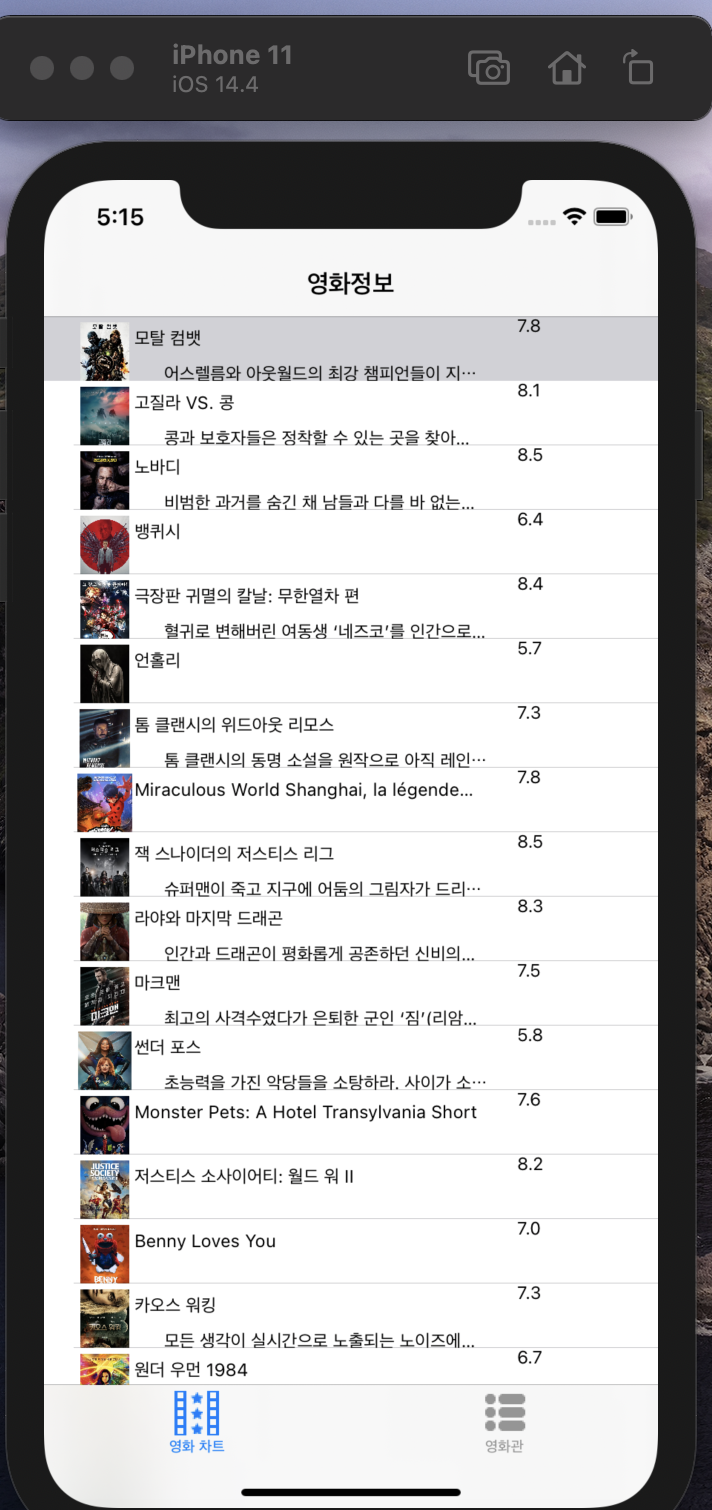 iPhone 11
iOS 14.4
5:15
영화정보
모탈 컴뱃
모탈 컴뱃
7.8
어스렐름와 아웃월드의 최강 챔피언들이 지…
고질라 VS. 콩
8.1
콩과 보호자들은 정착할 수 있는 곳을 찾아...
노바디
8.5
비범한 과거를 숨긴 채 남들과 다를 바 없는...
뱅퀴시
6.4
극장판 귀멸의 칼날: 무한열차 편
8.4
혈귀로 변해버린 여동생 ‘네즈코’를 인간으로...
언홀리
5.7
톰 클랜시의 위드아웃 리모스
7.3
톰 클랜시의 동명 소설을 원작으로 아직 레인…
Miraculous World Shanghai, la légende...
7.8
잭 스나이더의 저스티스 리그
8.5
슈퍼맨이 죽고 지구에 어둠의 그림자가 드리…
라야와 마지막 드래곤
8.3
인간과 드래곤이 평화롭게 공존하던 신비의...
마크맨
마크맨
7.5
최고의 사격수였다가 은퇴한 군인 ‘짐’(리암...
썬더 포스
5.8
초능력을 가진 악당들을 소탕하라. 사이가 소…
Monster Pets: A Hotel Transylvania Short
7.6
JUSTICE
SOCIETY
저스티스 소사이어티: 월드 워 II
8.2
BENNY
Benny Loves You
7.0
카오스 워킹
카오스 워킹
7.3
모든 생각이 실시간으로 노출되는 노이즈에...
원더 우먼 1984
6.7
영화 차트
영화관